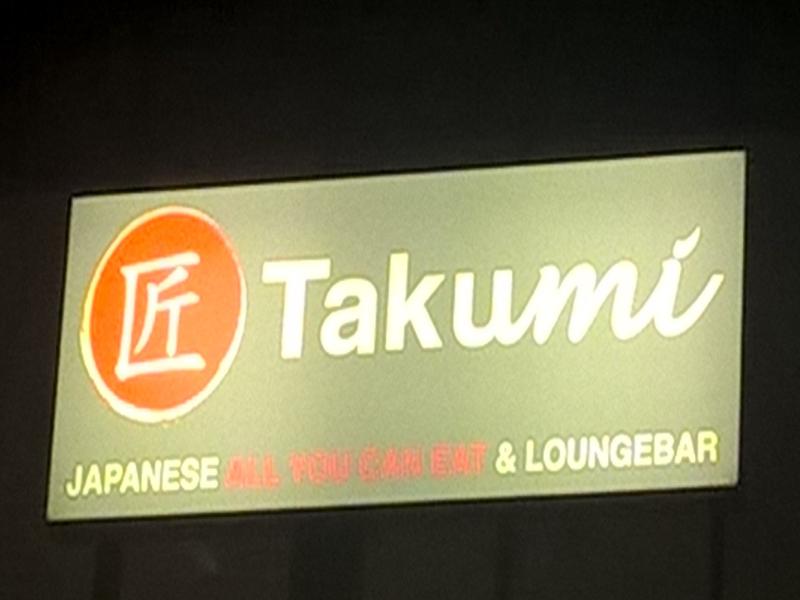 匠 Takumi
JAPANESE ALL YOU CAN EAT & LOUNGEBAR